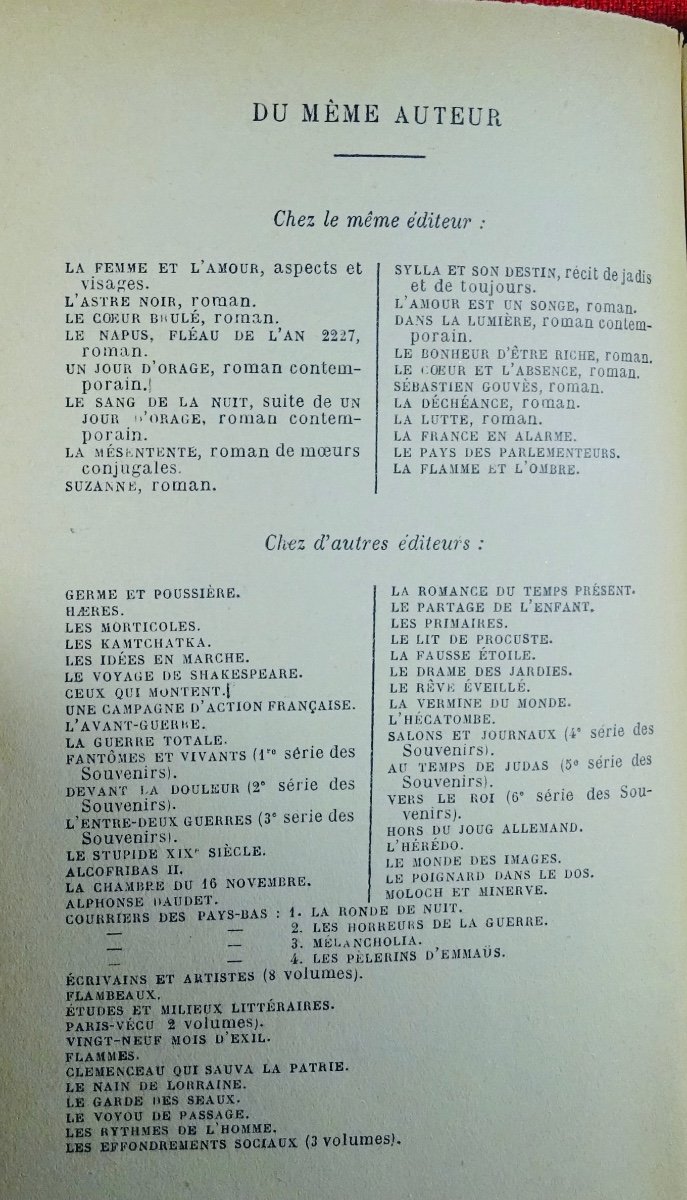 DU MÊME AUTEUR
Chez le même éditeur :
LA FEMME ET L'AMOUR, aspects et
visages.
L'ASTRE NOIR, roman.
LE CŒUR BRULÉ, roman.
LE NAPUS, FLÉAU DE L'AN 2227,
roman.
UN JOUR D'ORAGE, roman contem-
porain.
LE SANG DE LA NUIT, suite de UN
JOUR D'ORAGE, roman contem-
porain.
LA MÉSENTENTE, roman de mœurs
conjugales.
SUZANNE, roman.
SYLLA ET SON DESTIN, récit de jadis
et de toujours.
L'AMOUR EST UN SONGE, roman.
DANS LA LUMIÈRE, roman contem-
porain.
LE BONHEUR D'ÊTRE RICHE, roman.
LE CŒUR ET L'ABSENCE, roman.
SÉBASTIEN GOUVÈS, roman.
LA DÉCHÉANCE, roman.
LA LUTTE, roman.
LA FRANCE EN ALARME.
LE PAYS DES PARLEMENTEURS.
LA FLAMME ET L'OMBRE.
Chez d'autres éditeurs :
GERME ET POUSSIÈRE.
HÆRES.
LES MORTICOLES.
LES KAMTCHATKA.
LES IDÉES EN MARCHE.
LE VOYAGE DE SHAKESPEARE.
CEUX QUI MONTENT.
UNE CAMPAGNE D'ACTION FRANÇAISE.
L'AVANT-GUERRE.
LA GUERRE TOTALE.
FANTÔMES ET VIVANTS (1re série des
Souvenirs).
DEVANT LA DOULEUR (2e série des
Souvenirs).
L'ENTRE-DEUX GUERRES (3e serie des
Souvenirs).
LE STUPIDE XIXe SIÈCLE.
ALCOFRIBAS II.
LA CHAMBRE DU 16 NOVEMBRE.
ALPHONSE DAUDET.
LA ROMANCE DU TEMPS PRÉSENT.
LE PARTAGE DE L'ENFANT.
LES PRIMAIRES.
LE LIT DE PROCUSTE.
LA FAUSSE ÉTOILE.
LE DRAME DES JARDIES.
LE RÊVE ÉVEILLÉ.
LA VERMINE DU MONDE.
L'HÉCATOMBE.
SALONS ET JOURNAUX (4e série des
Souvenirs).
AU TEMPS DE JUDAS (5e série des
Souvenirs).
VERS LE ROI (6e série des Sou-
venirs).
HORS DU JOUG ALLEMAND.
L'HÉRÉDO.
LE MONDE DES IMAGES.
LE POIGNARD DANS LE DOS.
MOLOCH ET MINERVE.
COURRIERS DES PAYS-BAS : 1. LA RONDE DE NUIT.
— — 2. LES HORREURS DE LA GUERRE.
— — 3. MÉLANCHOLIA.
— — 4. LES PÈLERINS D'EMMAÜS.
ÉCRIVAINS ET ARTISTES (8 volumes).
FLAMBEAUX.
ÉTUDES ET MILIEUX LITTÉRAIRES.
PARIS-VÉCU 2 volumes).
VINGT-NEUF MOIS D'EXIL.
FLAMMES.
CLEMENCEAU QUI SAUVA LA PATRIE.
LE NAIN DE LORRAINE.
LE GARDE DES SEAUX.
LE VOYOU DE PASSAGE.
LES RYTHMES DE L'HOMME.
LES EFFONDREMENTS SOCIAUX (3 volumes).